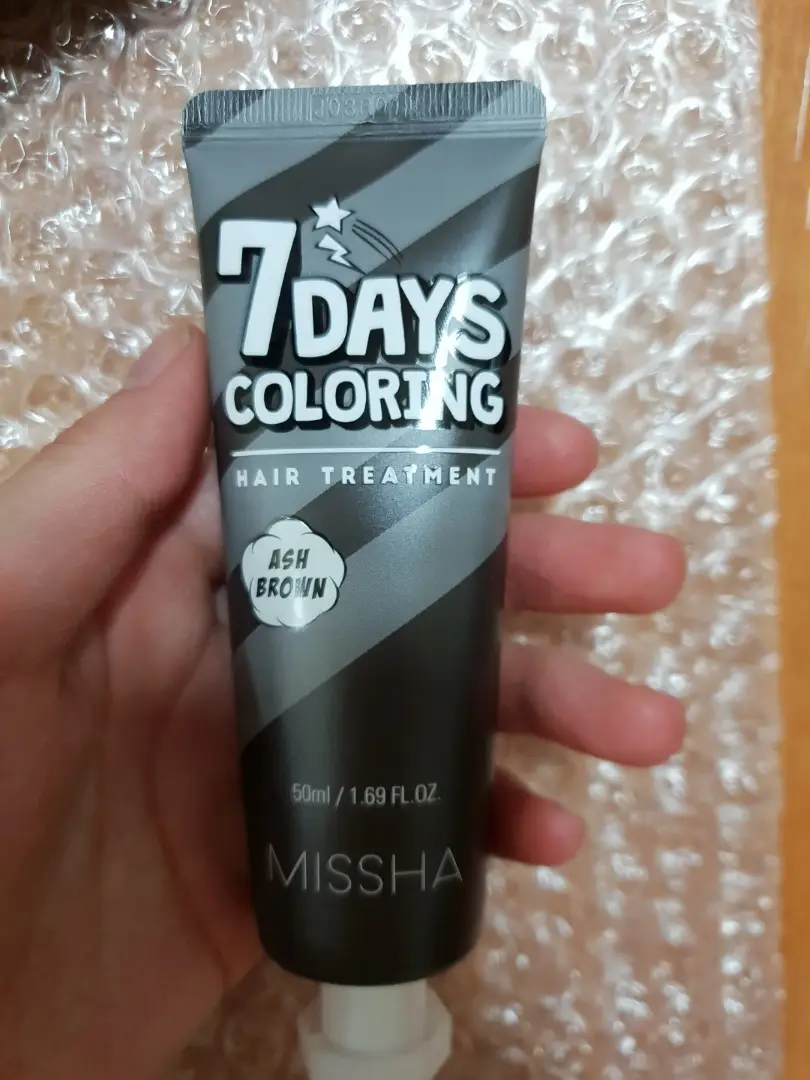 7 DAYS
COLORING
HAIR TREATMENT
ASH
BROWN
50ml / 1.69 FL.OZ.
MISSHA